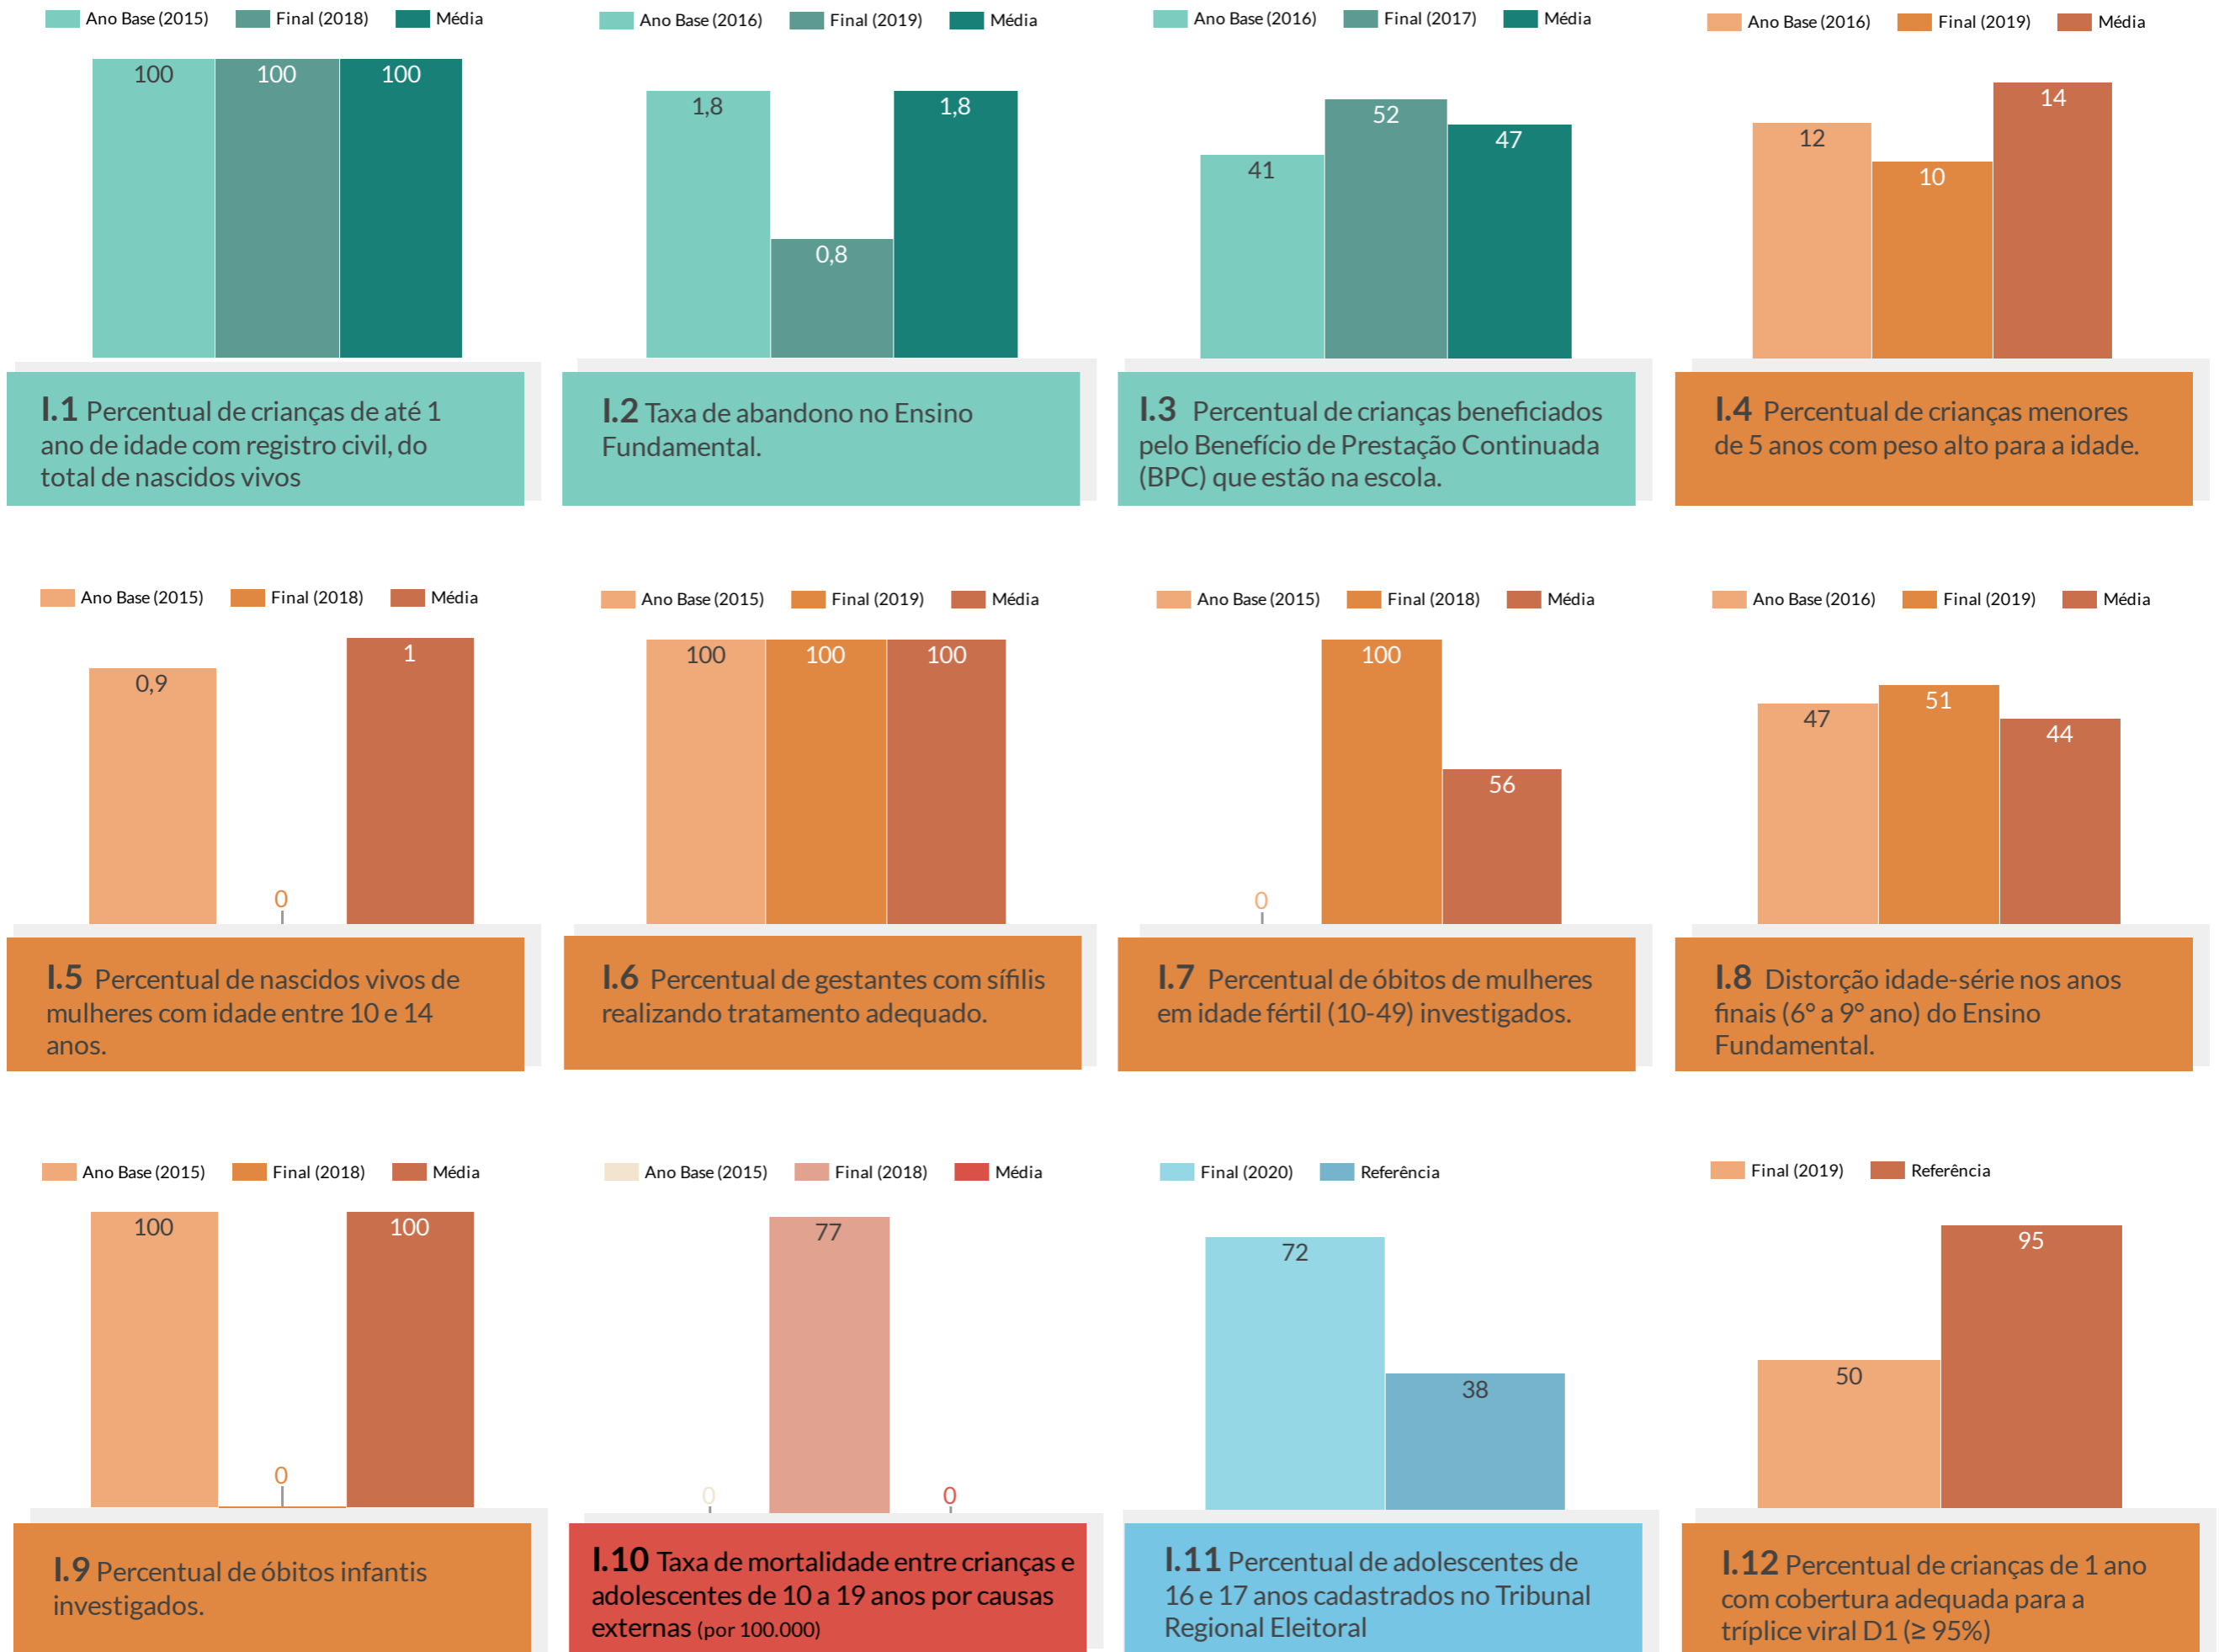 Ano Base (2015) Final (2018) Média
100 100 100
I.1 Percentual de crianças de até 1
ano de idade com registro civil, do
total de nascidos vivos
Ano Base (2016) Final (2019) Média
1,8 0,8 1,8
I.2 Taxa de abandono no Ensino
Fundamental.
Ano Base (2016) Final (2017) Média
41 52 47
I.3 Percentual de crianças beneficiados
pelo Benefício de Prestação Continuada
(BPC) que estão na escola.
Ano Base (2016) Final (2019) Média
12 10 14
I.4 Percentual de crianças menores
de 5 anos com peso alto para a idade.
Ano Base (2015) Final (2018) Média
0,9 0 1
I.5 Percentual de nascidos vivos de
mulheres com idade entre 10 e 14
anos.
Ano Base (2015) Final (2019) Média
100 100 100
I.6 Percentual de gestantes com sífilis
realizando tratamento adequado.
Ano Base (2015) Final (2018) Média
0 100 56
I.7 Percentual de óbitos de mulheres
em idade fértil (10-49) investigados.
Ano Base (2016) Final (2019) Média
47 51 44
I.8 Distorção idade-série nos anos
finais (6° a 9° ano) do Ensino
Fundamental.
Ano Base (2015) Final (2018) Média
100 0 100
I.9 Percentual de óbitos infantis
investigados.
Ano Base (2015) Final (2018) Média
0 77 0
I.10 Taxa de mortalidade entre crianças e
adolescentes de 10 a 19 anos por causas
externas (por 100.000)
Final (2020) Referência
72 38
I.11 Percentual de adolescentes de
16 e 17 anos cadastrados no Tribunal
Regional Eleitoral
Final (2019) Referência
50 95
I.12 Percentual de crianças de 1 ano
com cobertura adequada para a
tríplice viral D1 (≥ 95%)